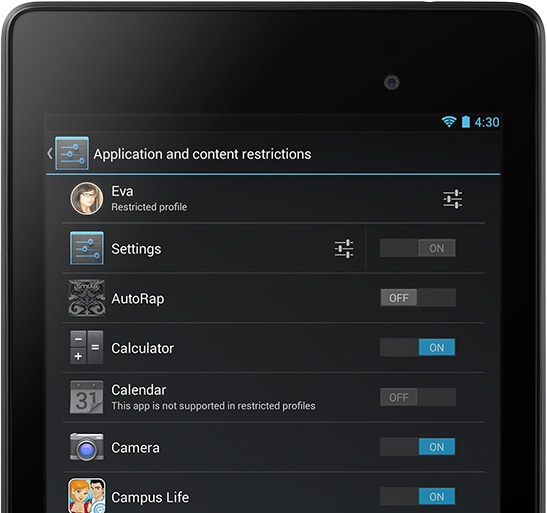 4:30
Application and content restrictions
Eva
Restricted profile
Settings
ON
AutoRap
OFF
Calculator
ON
31
Calendar
This app is not supported in restricted profiles
OFF
Camera
ON
Campus Life
ON